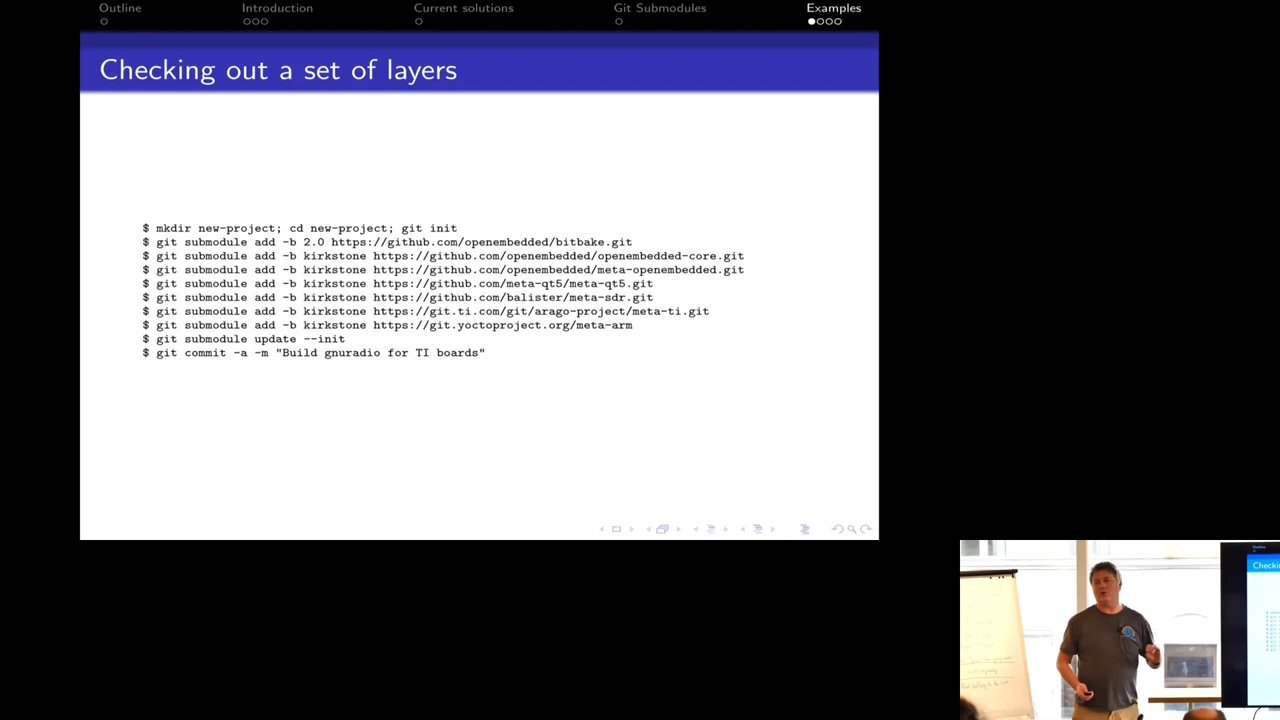 Outline
Introduction
Current solutions
Git Submodules
Examples
Checking out a set of layers
$ mkdir new-project; cd new-project; git init
$ git submodule add -b 2.0 https://github.com/openembedded/bitbake.git
$ git submodule add -b kirkstone https://github.com/openembedded/openembedded-core.git
$ git submodule add -b kirkstone https://github.com/openembedded/meta-openembedded.git
$ git submodule add -b kirkstone https://github.com/meta-qt5/meta-qt5.git
$ git submodule add -b kirkstone https://github.com/balister/meta-sdr.git
$ git submodule add -b kirkstone https://git.ti.com/git/arago-project/meta-ti.git
$ git submodule add -b kirkstone https://git.yoctoproject.org/meta-arm
$ git submodule update --init
$ git commit -a -m "Build gnuradio for TI boards"
Checki